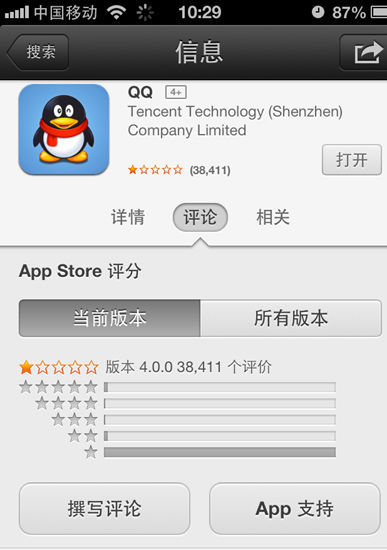 中国移动 10:29 87%
搜索 信息
QQ 4+
Tencent Technology (Shenzhen)
Company Limited
(38,411) 打开
详情 评论 相关
App Store 评分
当前版本 所有版本
版本 4.0.0 38,411 个评价
撰写评论 App 支持